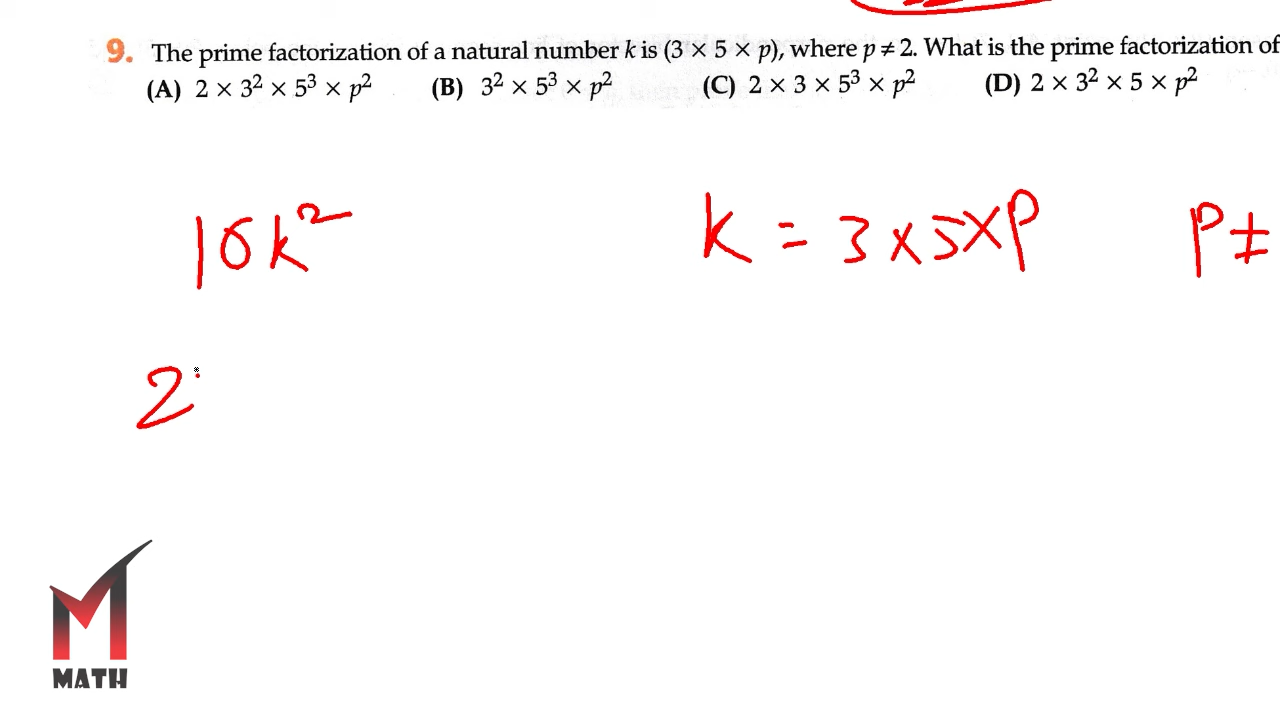 9. The prime factorization of a natural number k is (3 × 5 × p), where p ≠ 2. What is the prime factorization of
(A) 2 × 3² × 5³ × p² (B) 3² × 5³ × p² (C) 2 × 3 × 5³ × p² (D) 2 × 3² × 5 × p²
10k² k = 3 × 5 × p p ≠
2
MATH